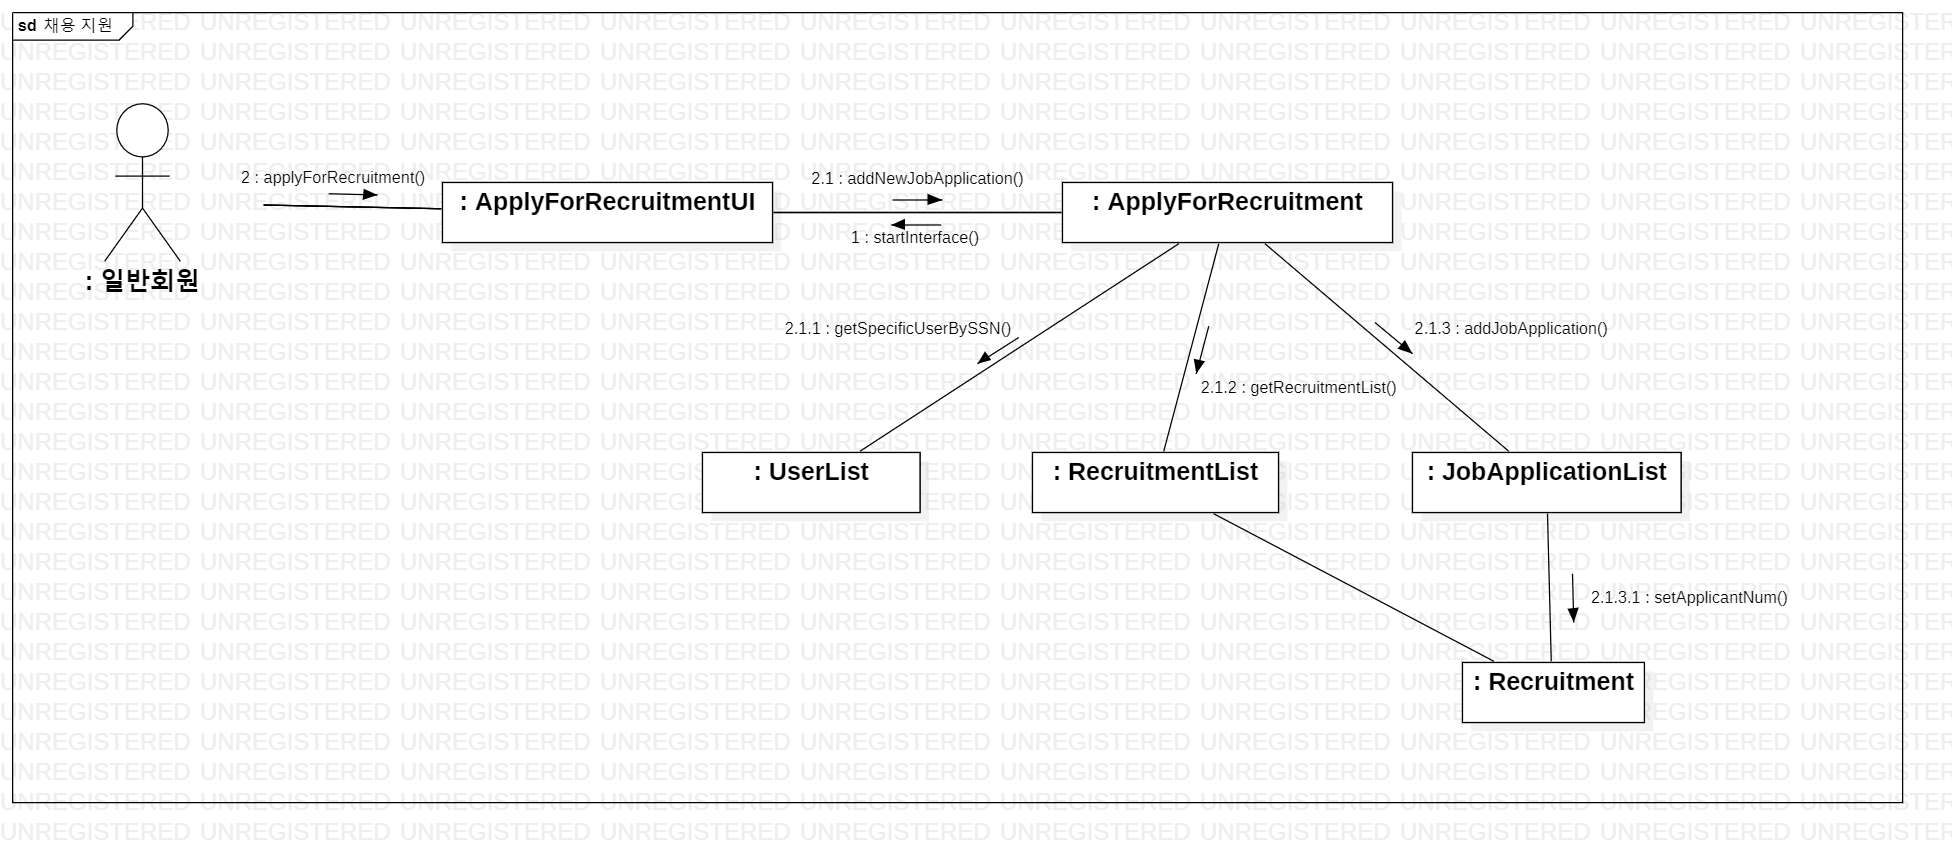 sd 채용 지원
2 : applyForRecruitment()
2.1 : addNewJobApplication()
: ApplyForRecruitmentUI
: ApplyForRecruitment
1 : startInterface()
: 일반회원
2.1.1 : getSpecificUserBySSN()
2.1.3 : addJobApplication()
2.1.2 : getRecruitmentList()
: UserList
: RecruitmentList
: JobApplicationList
2.1.3.1 : setApplicantNum()
: Recruitment
UNREGISTERED